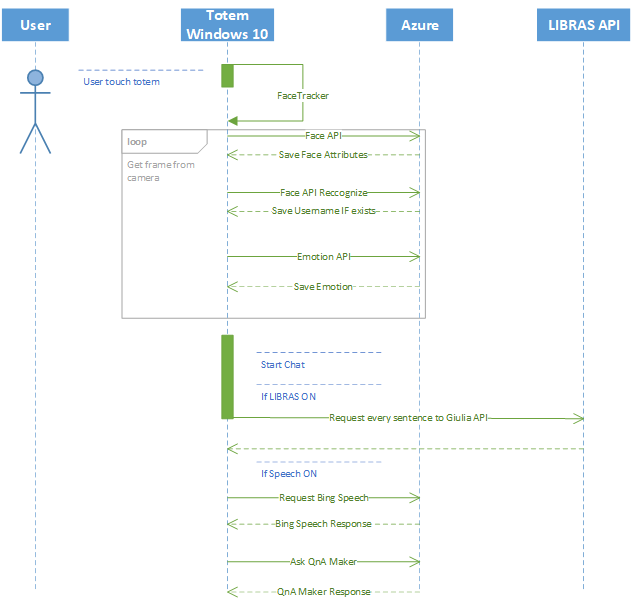 User
Totem
Windows 10
Azure
LIBRAS API
User touch totem
FaceTracker
loop
Get frame from
camera
Face API
Save Face Attributes
Face API Reccognize
Save Username IF exists
Emotion API
Save Emotion
Start Chat
If LIBRAS ON
Request every sentence to Giulia API
If Speech ON
Request Bing Speech
Bing Speech Response
Ask QnA Maker
QnA Maker Response